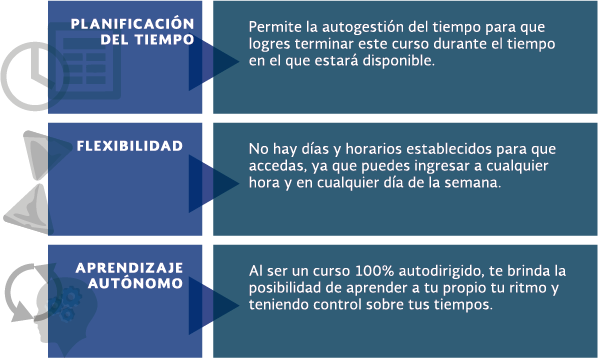 PLANIFICACIÓN
DEL TIEMPO
Permite la autogestión del tiempo para que
logres terminar este curso durante el tiempo
en el que estará disponible.
FLEXIBILIDAD
No hay días y horarios establecidos para que
accedas, ya que puedes ingresar a cualquier
hora y en cualquier día de la semana.
APRENDIZAJE
AUTÓNOMO
Al ser un curso 100% autodirigido, te brinda la
posibilidad de aprender a tu propio tu ritmo y
teniendo control sobre tus tiempos.